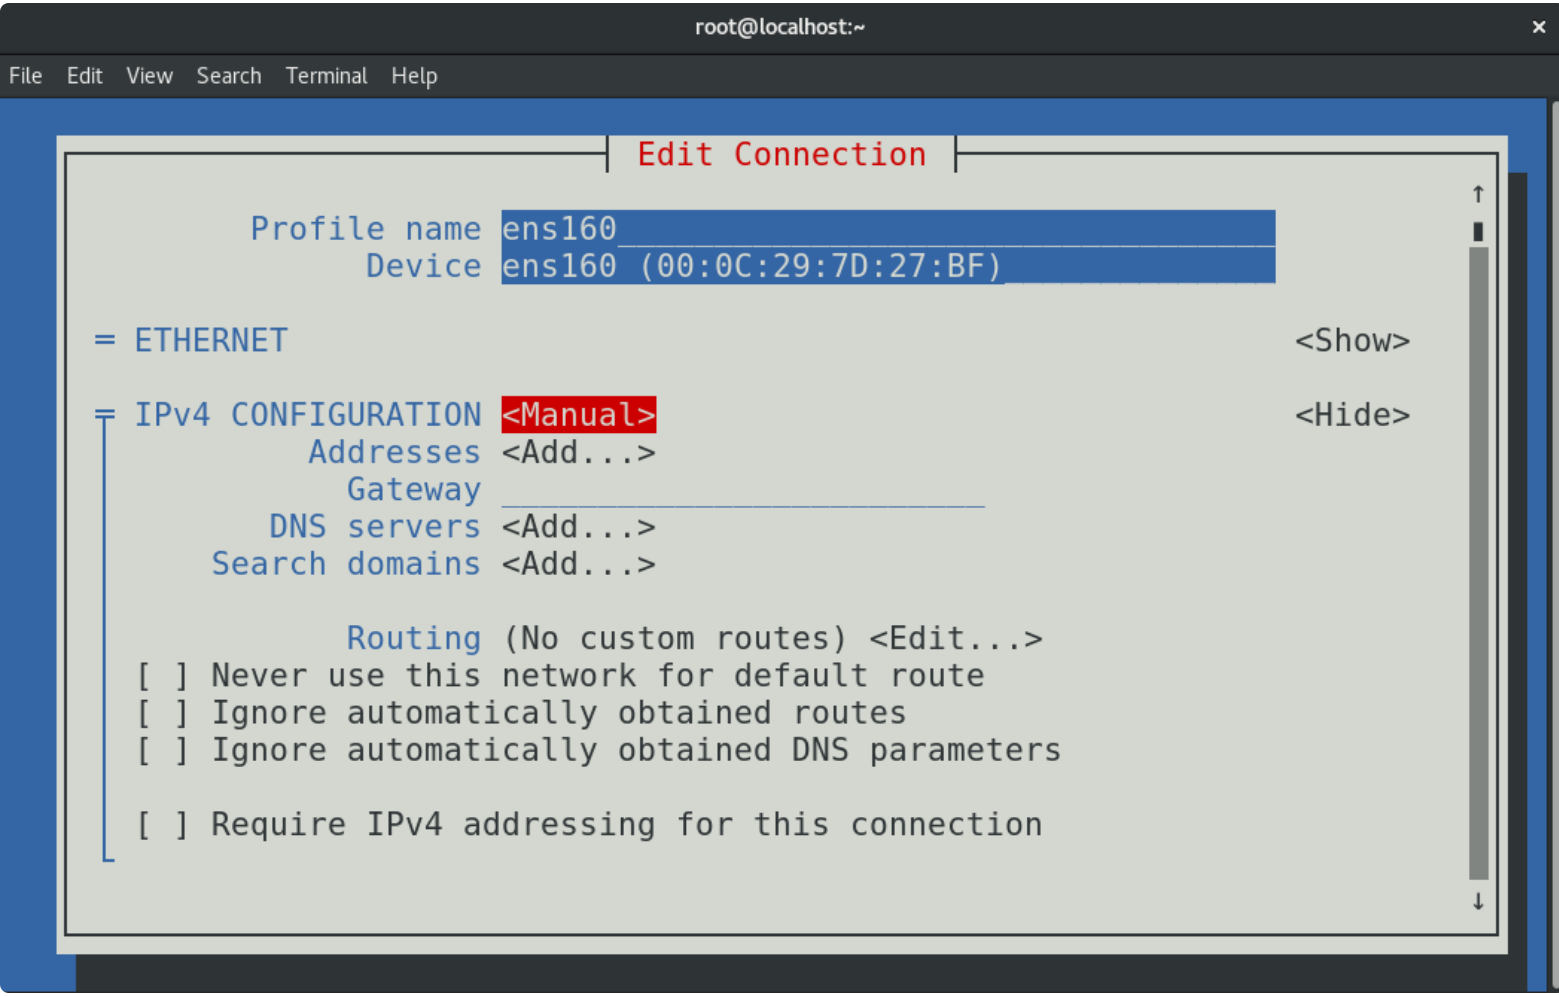 root@localhost:~ ×
File Edit View Search Terminal Help
Edit Connection
Profile name ens160
Device ens160 (00:0C:29:7D:27:BF)
= ETHERNET <Show>
IPv4 CONFIGURATION <Manual> <Hide>
Addresses <Add...>
Gateway
DNS servers <Add...>
Search domains <Add...>
Routing (No custom routes) <Edit...>
[ ] Never use this network for default route
[ ] Ignore automatically obtained routes
[ ] Ignore automatically obtained DNS parameters
[ ] Require IPv4 addressing for this connection